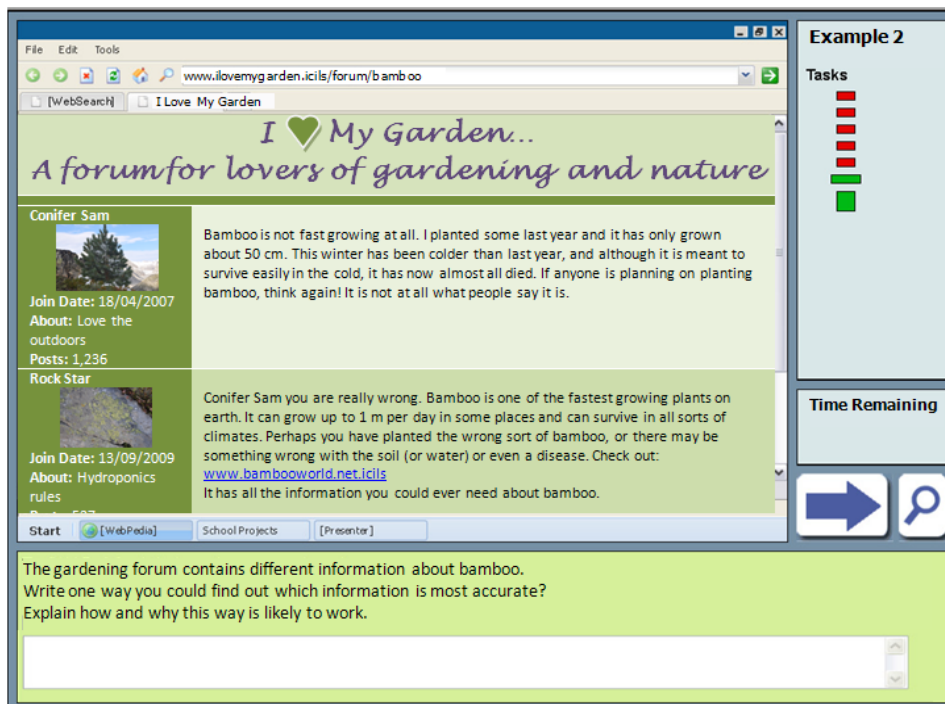 File Edit Tools
www.ilovemygarden.icils/forum/bamboo
[WebSearch] I Love My Garden
I My Garden...
A forum for lovers of gardening and nature
Conifer Sam
Join Date: 18/04/2007
About: Love the
outdoors
Posts: 1,236
Bamboo is not fast growing at all. I planted some last year and it has only grown
about 50 cm. This winter has been colder than last year, and although it is meant to
survive easily in the cold, it has now almost all died. If anyone is planning on planting
bamboo, think again! It is not at all what people say it is.
Rock Star
Join Date: 13/09/2009
About: Hydroponics
rules
Conifer Sam you are really wrong. Bamboo is one of the fastest growing plants on
earth. It can grow up to 1 m per day in some places and can survive in all sorts of
climates. Perhaps you have planted the wrong sort of bamboo, or there may be
something wrong with the soil (or water) or even a disease. Check out:
www.bambooworld.net.icils
It has all the information you could ever need about bamboo.
Start [WebPedia] School Projects [Presenter]
Example 2
Tasks
Time Remaining
The gardening forum contains different information about bamboo.
Write one way you could find out which information is most accurate?
Explain how and why this way is likely to work.